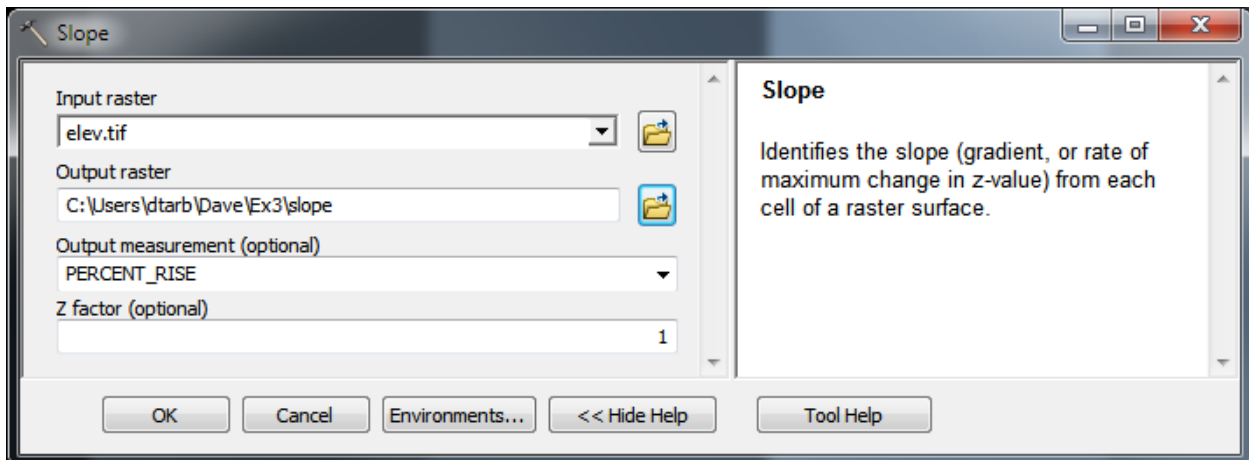 Slope
Input raster
elev.tif
Output raster
C:\Users\dtarb\Dave\Ex3\slope
Output measurement (optional)
PERCENT_RISE
Z factor (optional)
1
Slope
Identifies the slope (gradient, or rate of
maximum change in z-value) from each
cell of a raster surface.
OK
Cancel
Environments...
<< Hide Help
Tool Help